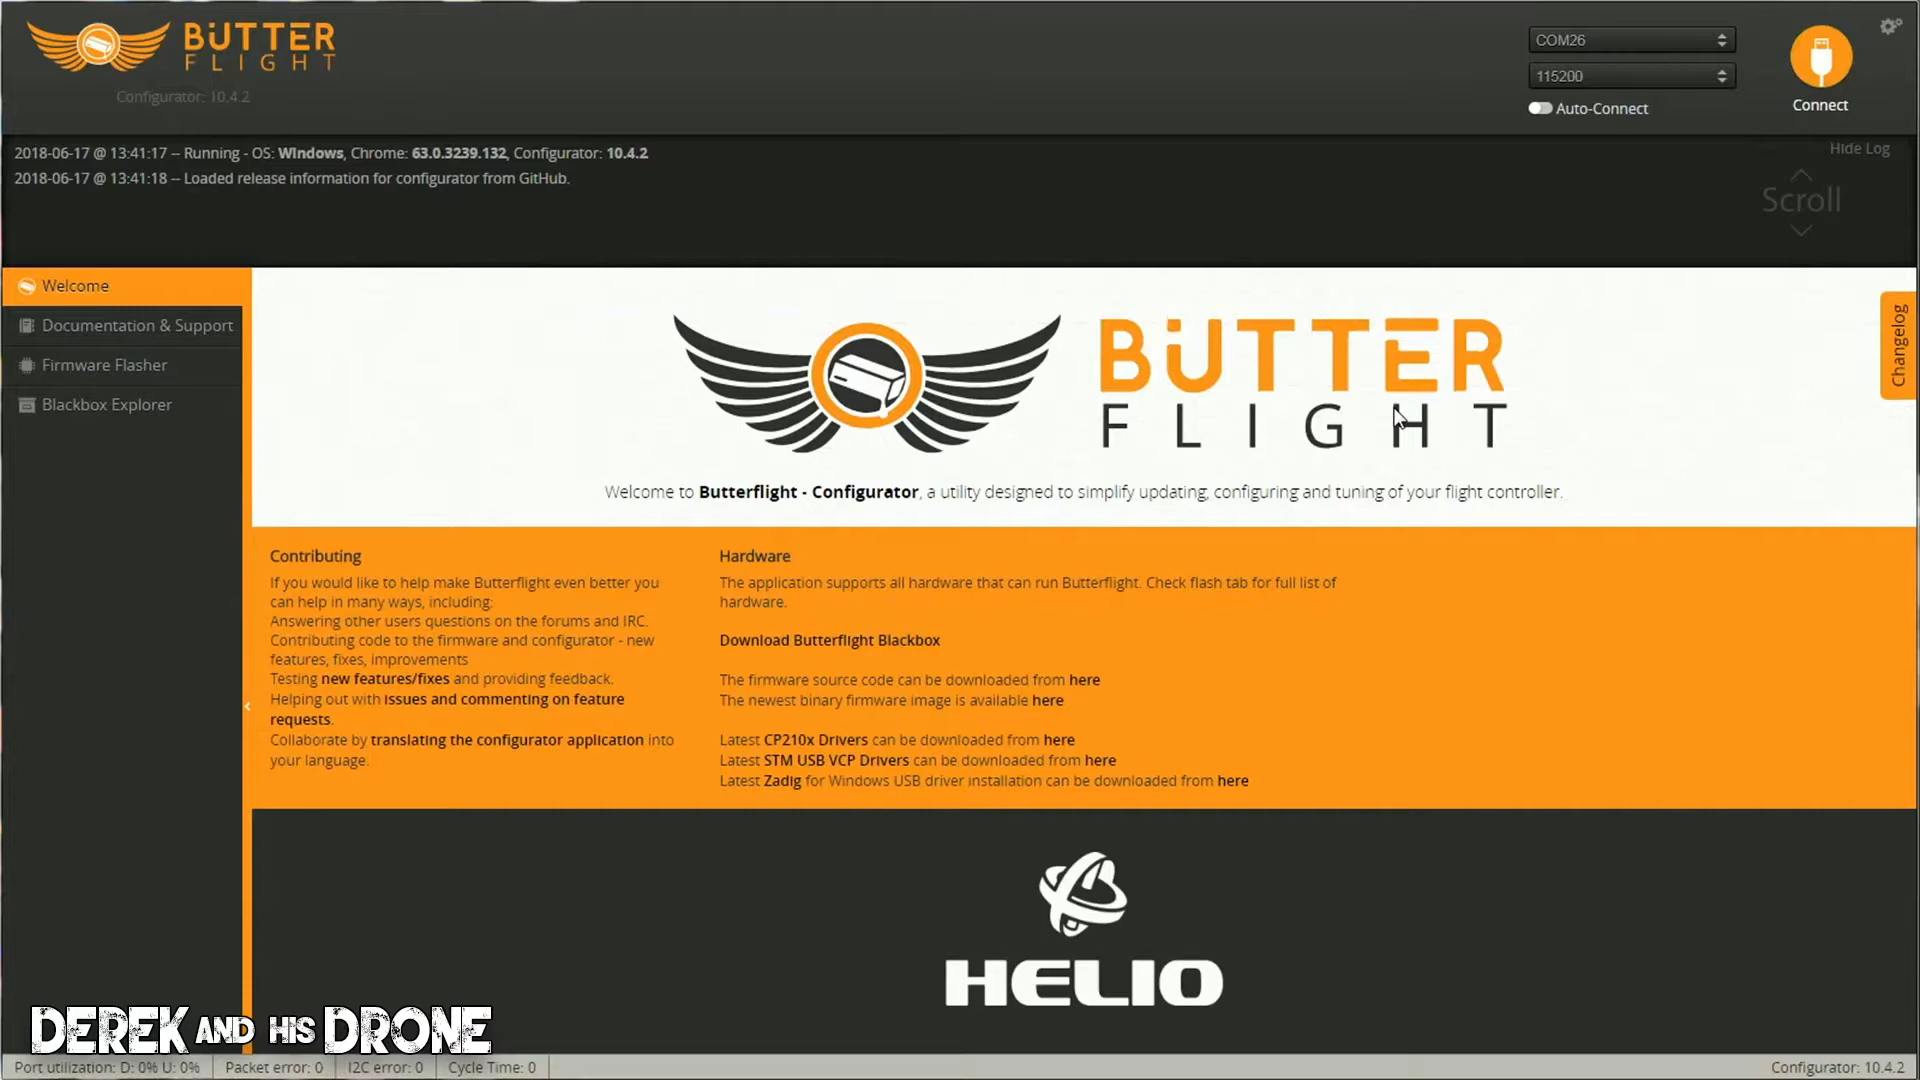 BUTTER
FLIGHT
Configurator: 10.4.2
COM26
115200
Auto-Connect
Connect
2018-06-17 @ 13:41:17 -- Running - OS: Windows, Chrome: 63.0.3239.132, Configurator: 10.4.2
2018-06-17 @ 13:41:18 -- Loaded release information for configurator from GitHub.
Hide Log
Scroll
Welcome
Documentation & Support
Firmware Flasher
Blackbox Explorer
BUTTER
FLIGHT
Changelog
Welcome to Butterflight - Configurator, a utility designed to simplify updating, configuring and tuning of your flight controller.
Contributing
If you would like to help make Butterflight even better you
can help in many ways, including:
Answering other users questions on the forums and IRC.
Contributing code to the firmware and configurator - new
features, fixes, improvements
Testing new features/fixes and providing feedback.
Helping out with issues and commenting on feature
requests.
Collaborate by translating the configurator application into
your language.
Hardware
The application supports all hardware that can run Butterflight. Check flash tab for full list of
hardware.
Download Butterflight Blackbox
The firmware source code can be downloaded from here
The newest binary firmware image is available here
Latest CP210x Drivers can be downloaded from here
Latest STM USB VCP Drivers can be downloaded from here
Latest Zadig for Windows USB driver installation can be downloaded from here
HELIO
DEREK AND HIS DRONE
Port utilization: D: 0% U: 0%
Packet error: 0
I2C error: 0
Cycle Time: 0
Configurator: 10.4.2